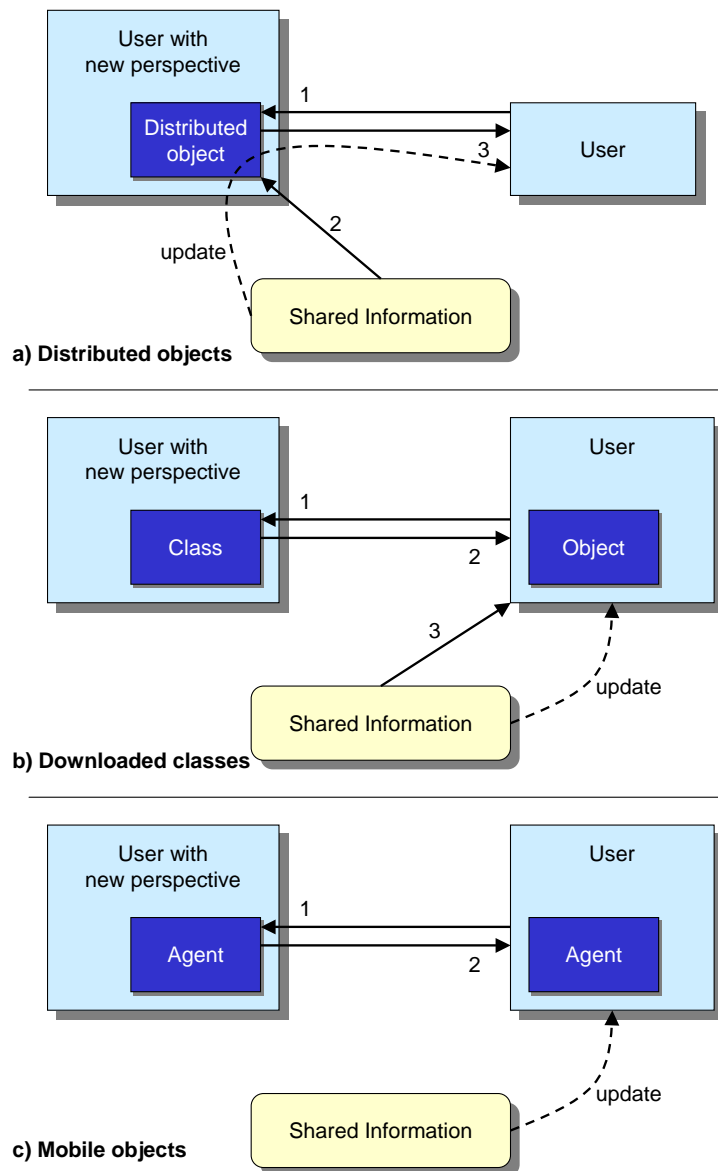 User with
new perspective
1
Distributed
object
3
User
2
update
Shared Information
a) Distributed objects
User with
new perspective
User
1
Class
2
Object
3
update
Shared Information
b) Downloaded classes
User with
new perspective
User
1
Agent
2
Agent
update
Shared Information
c) Mobile objects